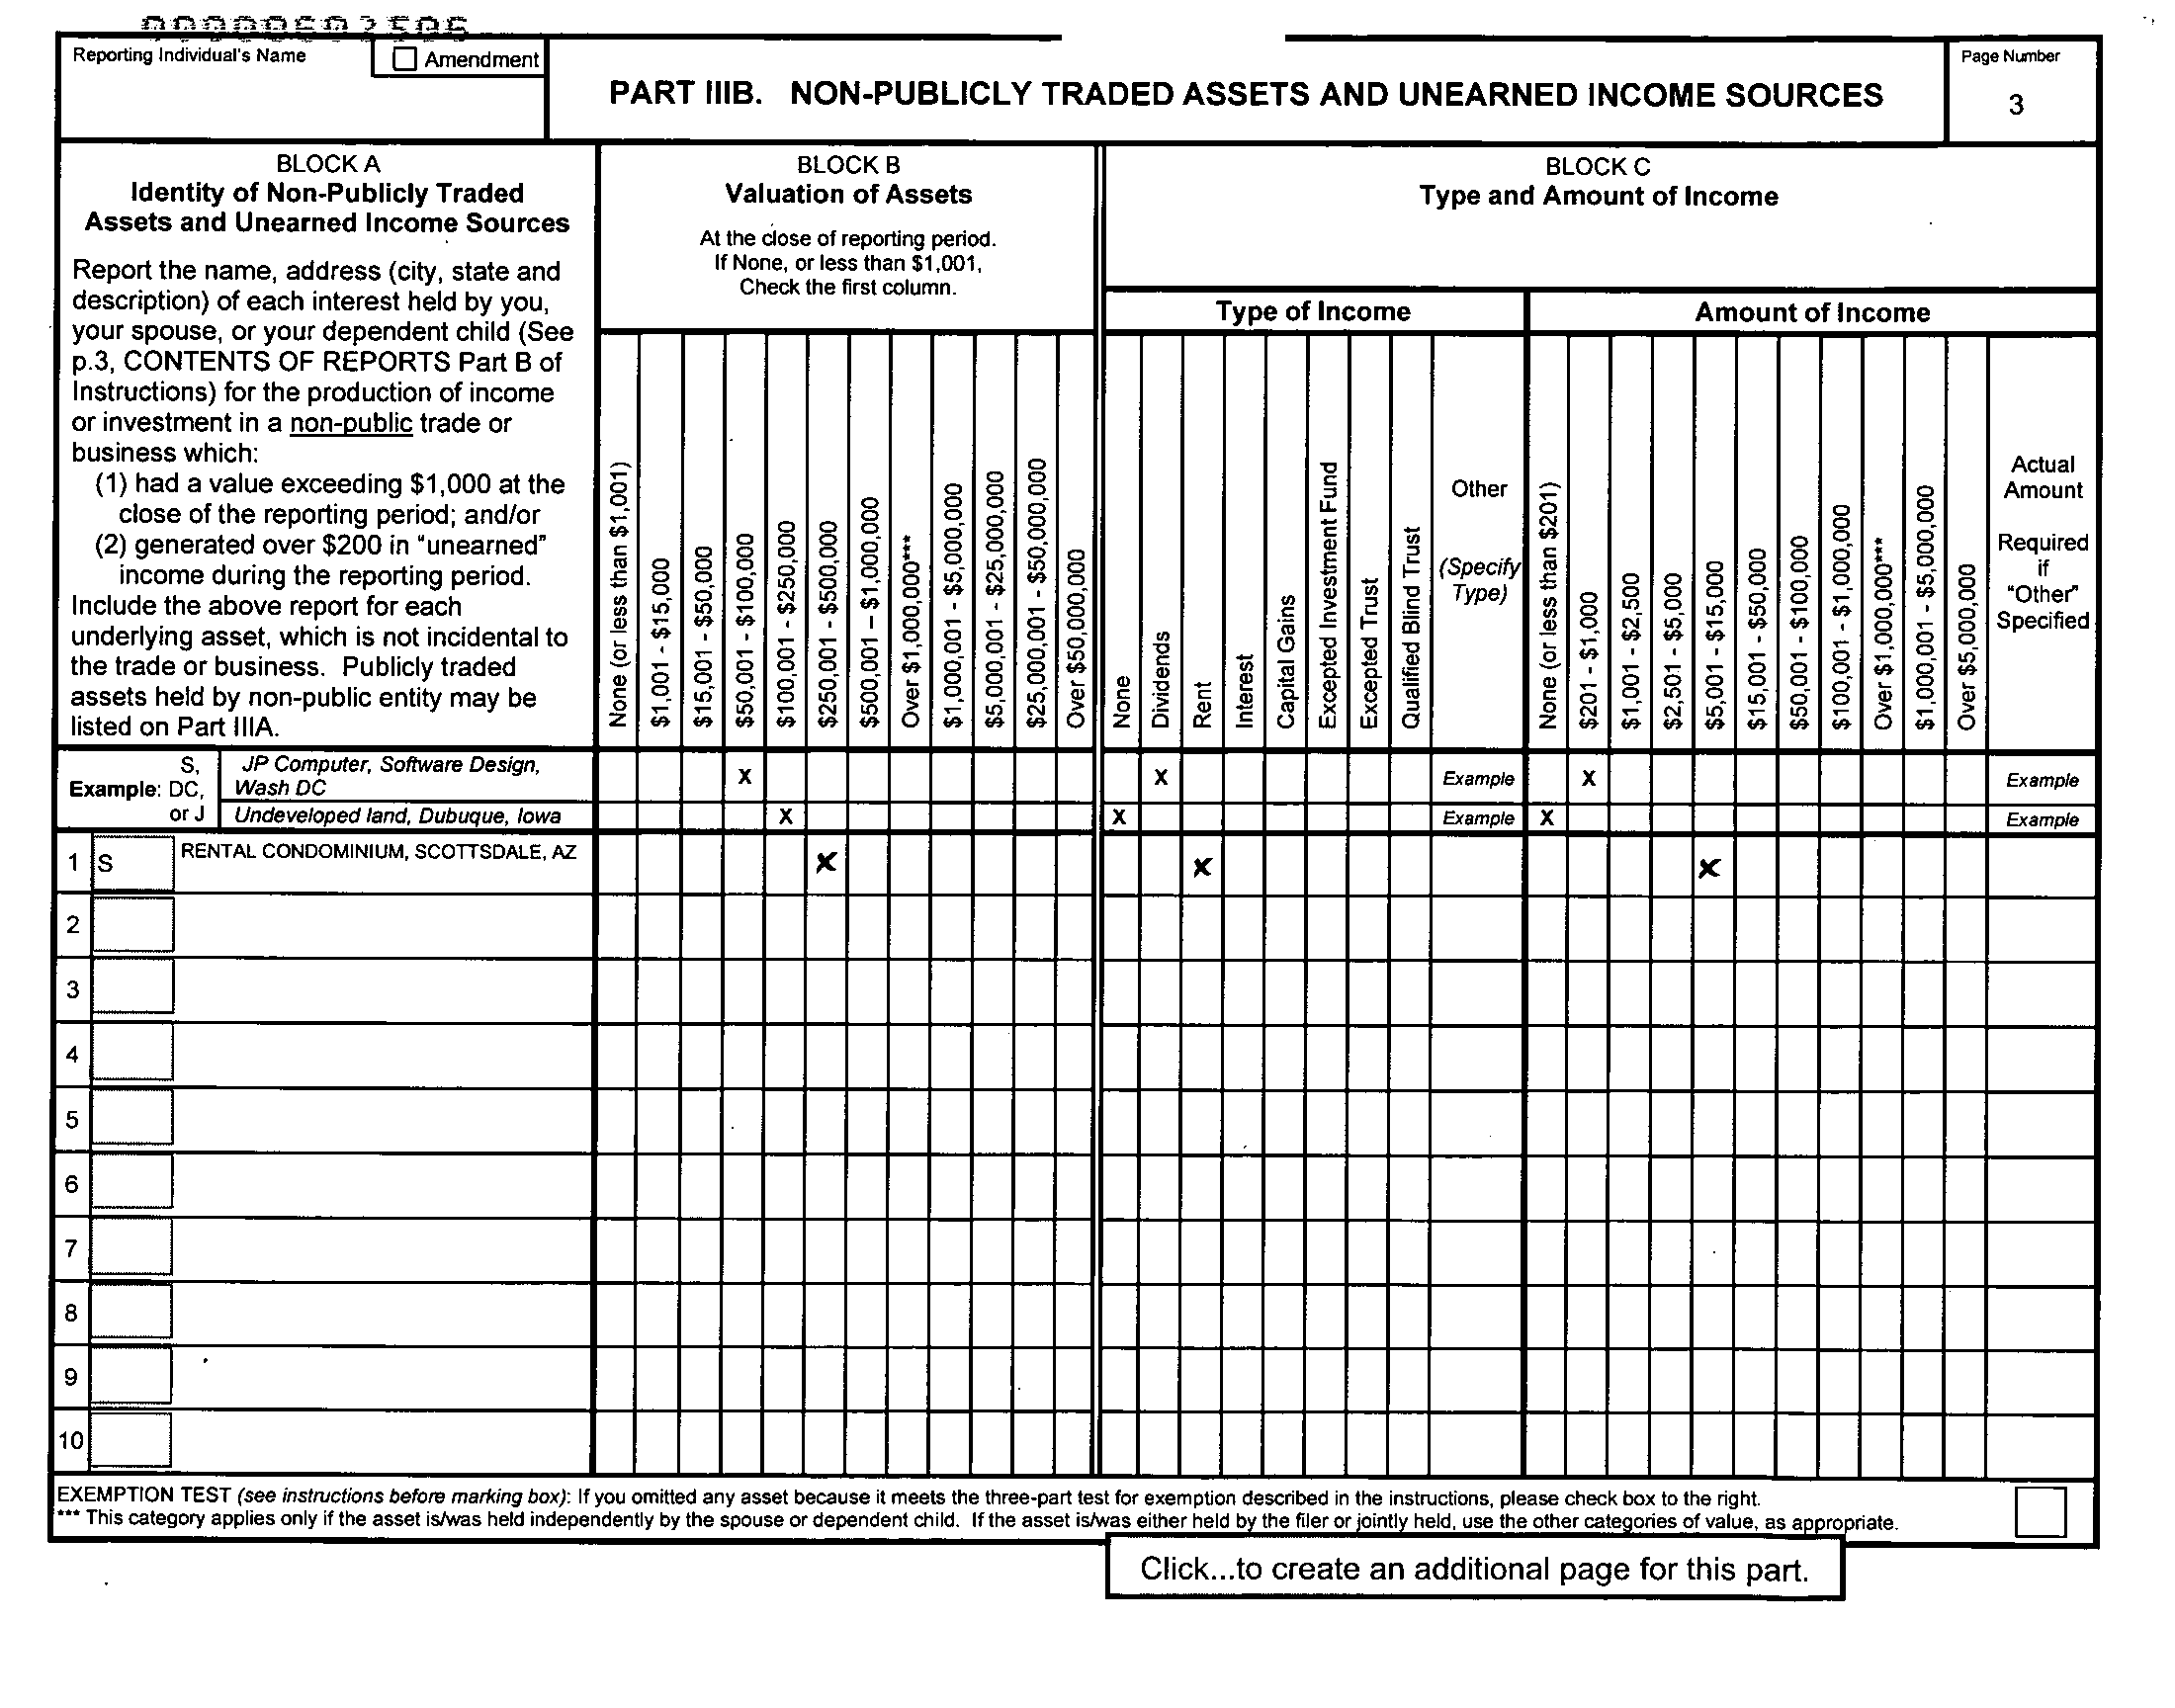 Reporting Individual's Name
Amendment
PART IIIB. NON-PUBLICLY TRADED ASSETS AND UNEARNED INCOME SOURCES
Page Number
3
BLOCK A
Identity of Non-Publicly Traded
Assets and Unearned Income Sources
Report the name, address (city, state and
description) of each interest held by you,
your spouse, or your dependent child (See
p.3, CONTENTS OF REPORTS Part B of
Instructions) for the production of income
or investment in a non-public trade or
business which:
(1) had a value exceeding $1,000 at the
close of the reporting period; and/or
(2) generated over $200 in "unearned"
income during the reporting period.
Include the above report for each
underlying asset, which is not incidental to
the trade or business. Publicly traded
assets held by non-public entity may be
listed on Part IIIA.
BLOCK B
Valuation of Assets
At the close of reporting period.
If None, or less than $1,001,
Check the first column.
None (or less than $1,001)
$1,001 - $15,000
$15,001 - $50,000
$50,001 - $100,000
$100,001 - $250,000
$250,001 - $500,000
$500,001 – $1,000,000
Over $1,000,000***
$1,000,001 - $5,000,000
$5,000,001 - $25,000,000
$25,000,001 - $50,000,000
Over $50,000,000
BLOCK C
Type and Amount of Income
Type of Income
None
Dividends
Rent
Interest
Capital Gains
Excepted Investment Fund
Excepted Trust
Qualified Blind Trust
Other
(Specify
Type)
Amount of Income
None (or less than $201)
$201 - $1,000
$1,001 - $2,500
$2,501 - $5,000
$5,001 - $15,000
$15,001 - $50,000
$50,001 - $100,000
$100,001 - $1,000,000
Over $1,000,000***
$1,000,001 - $5,000,000
Over $5,000,000
Actual
Amount
Required
if
"Other"
Specified
Example: S, DC, or J
JP Computer, Software Design,
Wash DC
X X Example X Example
Undeveloped land, Dubuque, Iowa X X Example X Example
1 S RENTAL CONDOMINIUM, SCOTTSDALE, AZ X X X
2
3
4
5
6
7
8
9
10
EXEMPTION TEST (see instructions before marking box): If you omitted any asset because it meets the three-part test for exemption described in the instructions, please check box to the right.
*** This category applies only if the asset is/was held independently by the spouse or dependent child. If the asset is/was either held by the filer or jointly held, use the other categories of value, as appropriate.
Click...to create an additional page for this part.